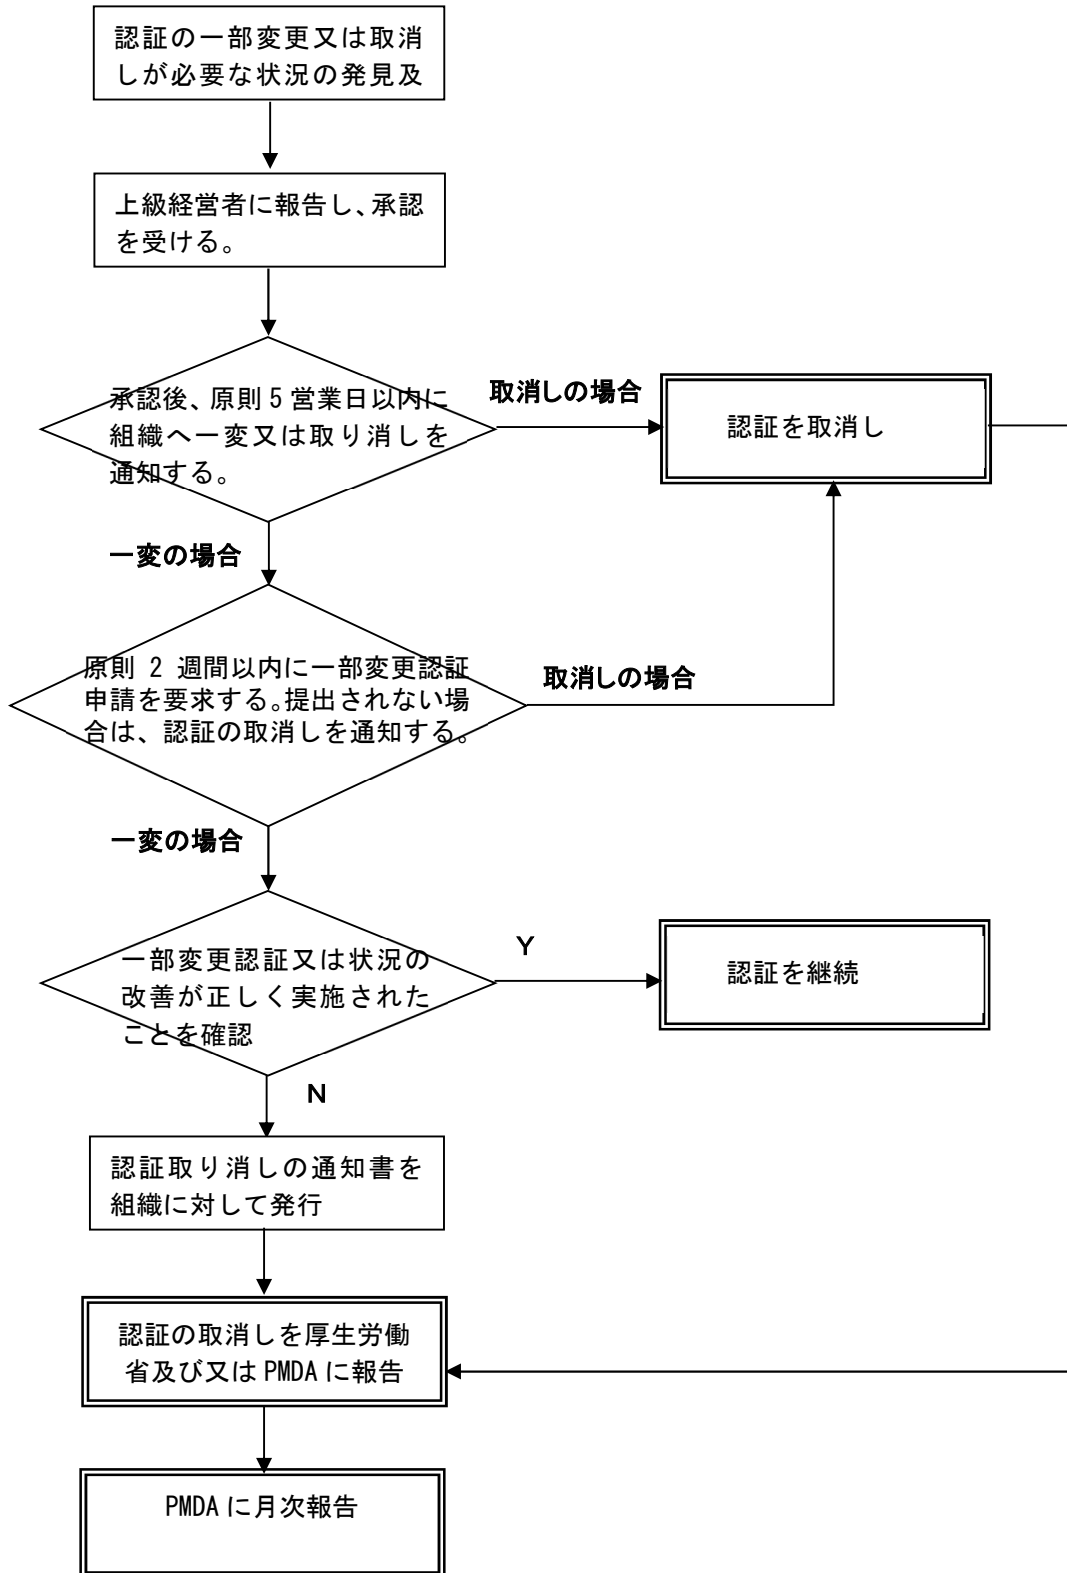 認証の一部変更又は取消
しが必要な状況の発見及
上級経営者に報告し、承認
を受ける。
承認後、原則5営業日以内に
組織へ一変又は取り消しを
通知する。
取消しの場合
認証を取消し
一変の場合
原則 2 週間以内に一部変更認証
申請を要求する。提出されない場
合は、認証の取消しを通知する。
取消しの場合
一変の場合
一部変更認証又は状況の
改善が正しく実施された
ことを確認
Y
認証を継続
N
認証取り消しの通知書を
組織に対して発行
認証の取消しを厚生労働
省及び又は PMDA に報告
PMDA に月次報告